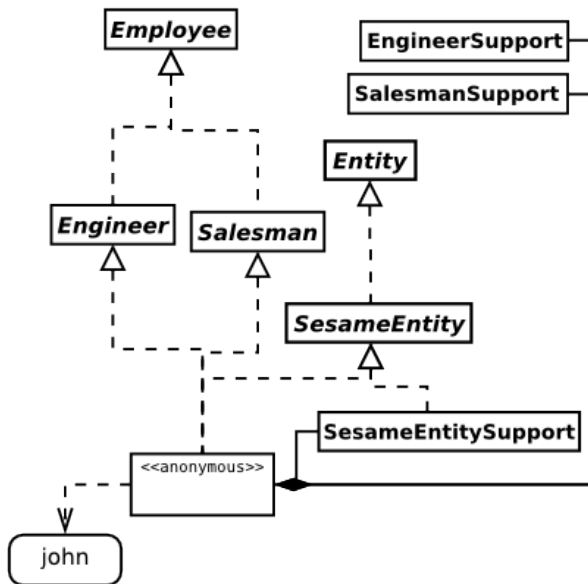 Employee
EngineerSupport
SalesmanSupport
Entity
Engineer
Salesman
SesameEntity
SesameEntitySupport
<<anonymous>>
john